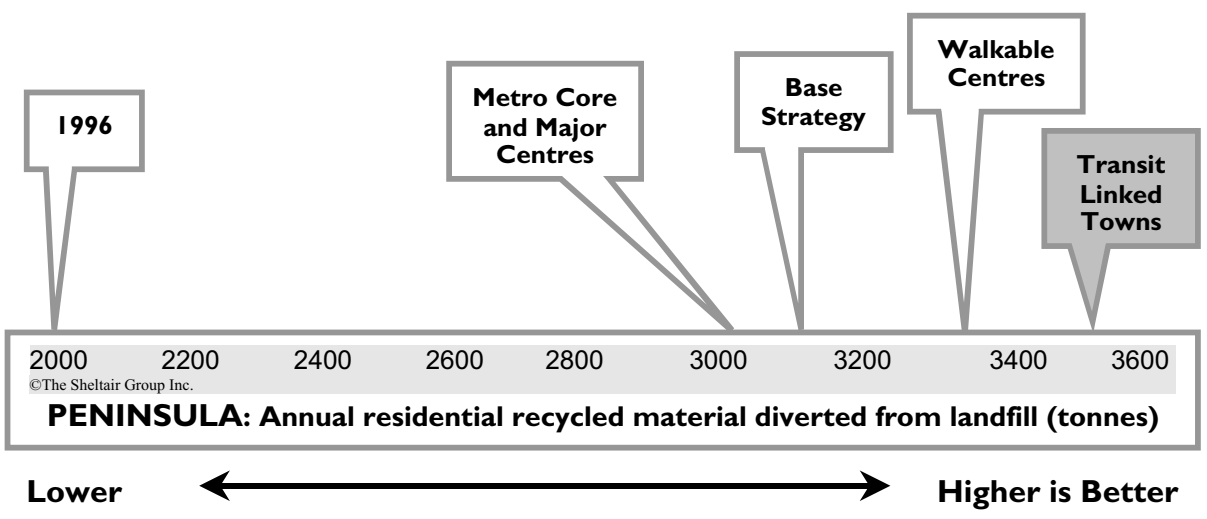 1996
Metro Core
and Major
Centres
Base
Strategy
Walkable
Centres
Transit
Linked
Towns
2000 2200 2400 2600 2800 3000 3200 3400 3600
©The Sheltair Group Inc.
PENINSULA: Annual residential recycled material diverted from landfill (tonnes)
Lower Higher is Better